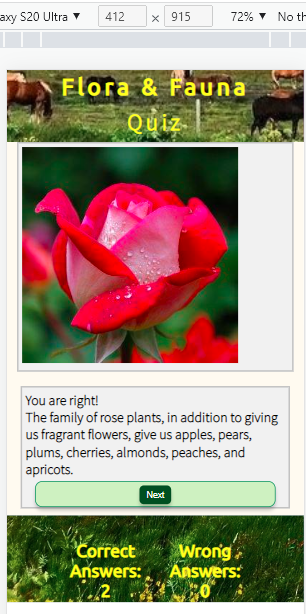 axy S20 Ultra ▼ 412 × 915 72% ▼ No th
Flora & Fauna
Quiz
You are right!
The family of rose plants, in addition to giving
us fragrant flowers, give us apples, pears,
plums, cherries, almonds, peaches, and
apricots.
Next
Correct Wrong
Answers: Answers:
2 0